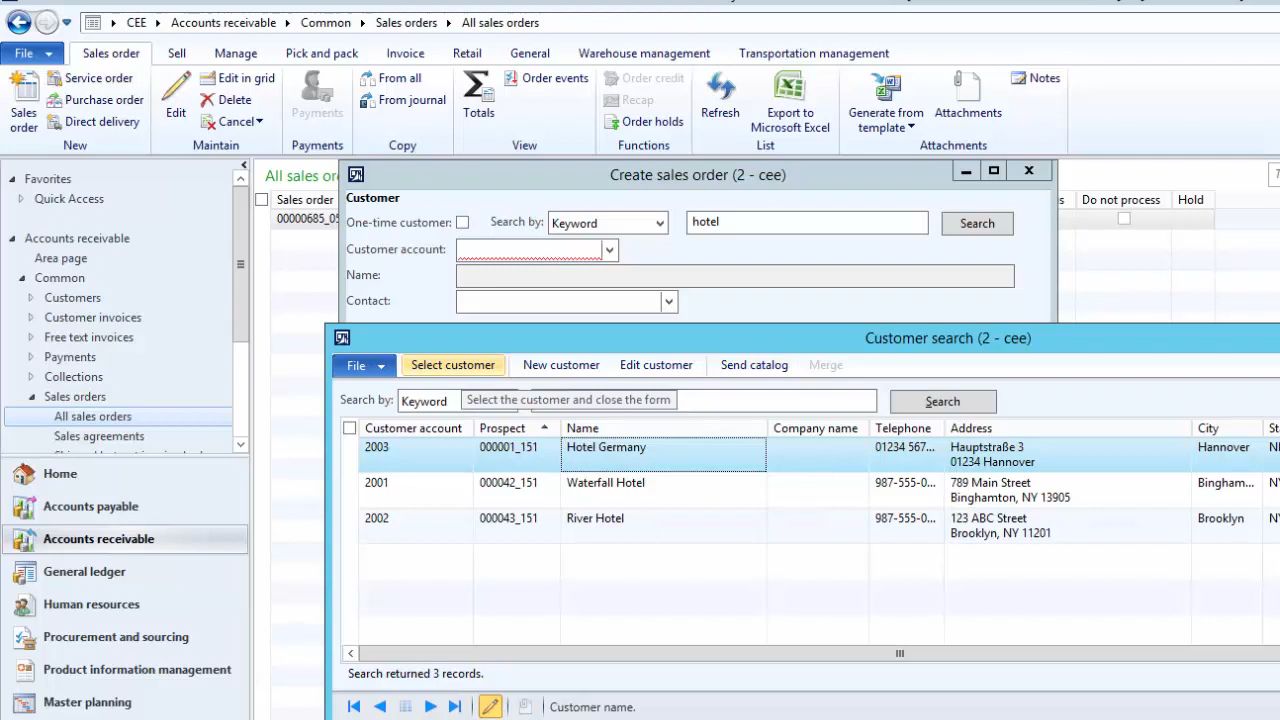 CEE ▸ Accounts receivable ▸ Common ▸ Sales orders ▸ All sales orders
File Sales order Sell Manage Pick and pack Invoice Retail General Warehouse management Transportation management
Sales order
Service order
Purchase order
Direct delivery
New
Edit
Edit in grid
Delete
Cancel
Maintain
Payments
Payments
From all
From journal
Copy
Totals
Order events
View
Order credit
Recap
Order holds
Functions
Refresh
Export to Microsoft Excel
List
Generate from template
Attachments
Notes
Attachments
Favorites
Quick Access
Accounts receivable
Area page
Common
Customers
Customer invoices
Free text invoices
Payments
Collections
Sales orders
All sales orders
Sales agreements
Home
Accounts payable
Accounts receivable
General ledger
Human resources
Procurement and sourcing
Product information management
Master planning
All sales or
Sales order
Do not process Hold
00000685_05
Create sales order (2 - cee)
Customer
One-time customer: Search by: Keyword hotel Search
Customer account:
Name:
Contact:
Customer search (2 - cee)
File Select customer New customer Edit customer Send catalog Merge
Search by: Keyword Select the customer and close the form Search
Customer account Prospect Name Company name Telephone Address City
2003 000001_151 Hotel Germany 01234 567... Hauptstraße 3 Hannover
01234 Hannover
2001 000042_151 Waterfall Hotel 987-555-0... 789 Main Street Bingham...
Binghamton, NY 13905
2002 000043_151 River Hotel 987-555-0... 123 ABC Street Brooklyn
Brooklyn, NY 11201
Search returned 3 records.
Customer name.